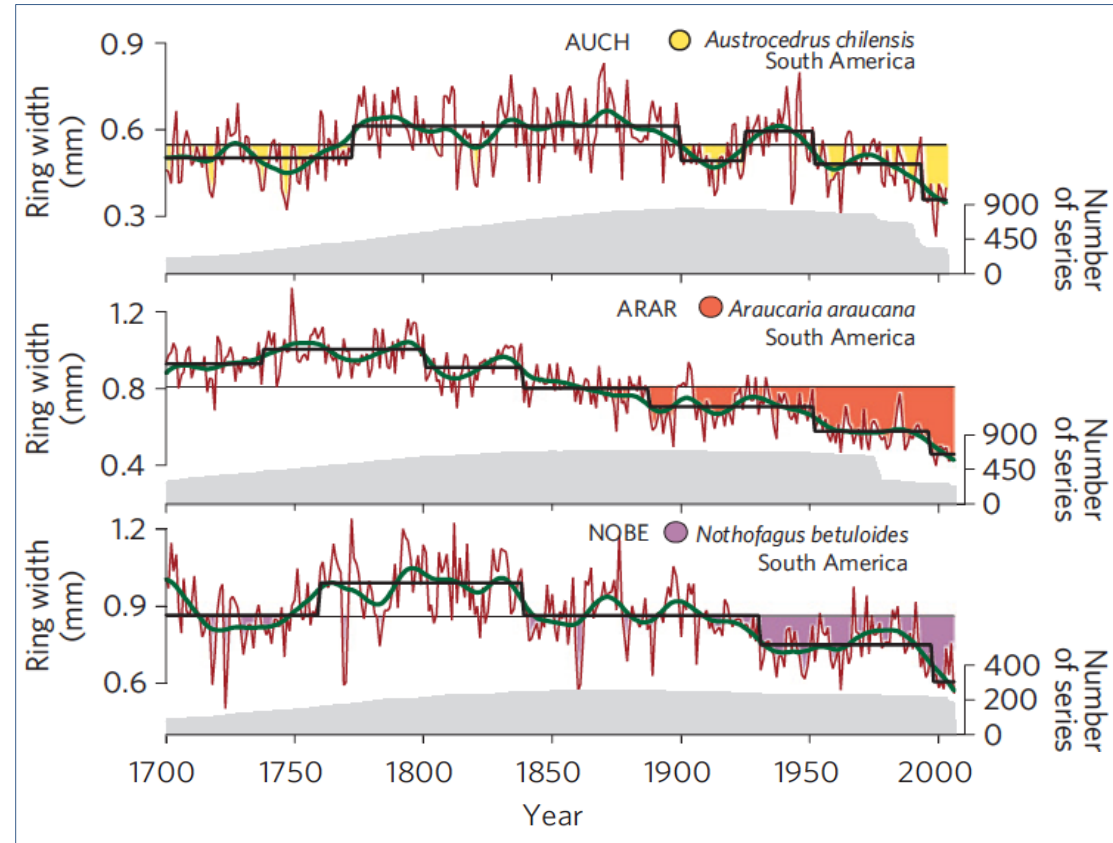 AUCH
Austrocedrus chilensis
South America
Ring width
(mm)
0.9
0.6
0.3
Number
of series
900
450
0
ARAR
Araucaria araucana
South America
Ring width
(mm)
1.2
0.8
0.4
Number
of series
900
450
0
NOBE
Nothofagus betuloides
South America
Ring width
(mm)
1.2
0.9
0.6
Number
of series
400
200
0
1700 1750 1800 1850 1900 1950 2000
Year